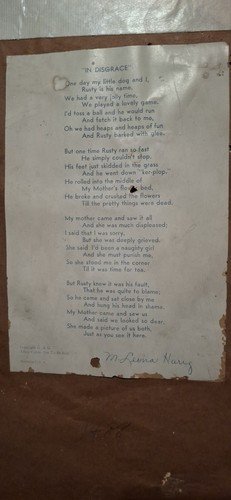 "IN DISGRACE"
One day my little dog and I,
Rusty is his name,
We had a very jolly time,
We played a lovely game.
I'd toss a ball and he would run
And fetch it back to me,
Oh we had heaps and heaps of fun
And Rusty barked with glee.
But one time Rusty ran so fast
He simply couldn't stop.
His feet just skidded in the grass
And he went down "ker-plop."
He rolled into the middle of
My Mother's flower bed,
He broke and crushed the flowers
Till the pretty things were dead.
My mother came and saw it all
And she was much displeased;
I said that I was sorry,
But she was deeply grieved.
She said I'd been a naughty girl
And she must punish me,
So she stood me in the corner
Til it was time for tea.
But Rusty knew it was his fault,
That he was quite to blame;
So he came and sat close by me
And hung his head in shame.
My Mother came and saw us
And said we looked so dear,
She made a picture of us both,
Just as you see it here.
Copyright